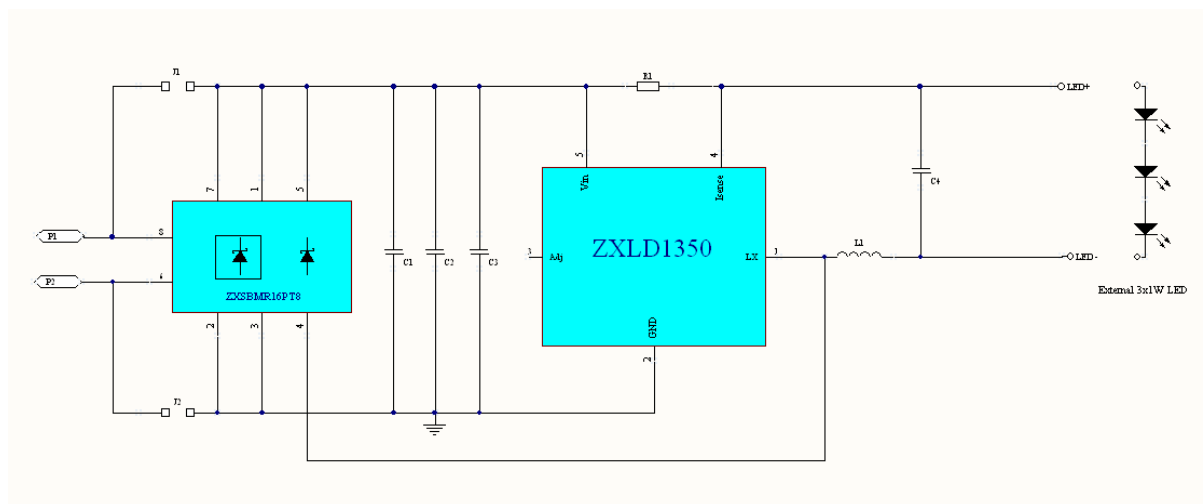 J1
R1
LED+
7
1
5
5
4
Vin
Isense
C4
P1
8
ZXLD1350
3
Adj
LX
1
L1
C1
C2
C3
P2
6
LED-
ZXSBMR16PT8
External 3x1W LED
2
3
4
GND
2
J2